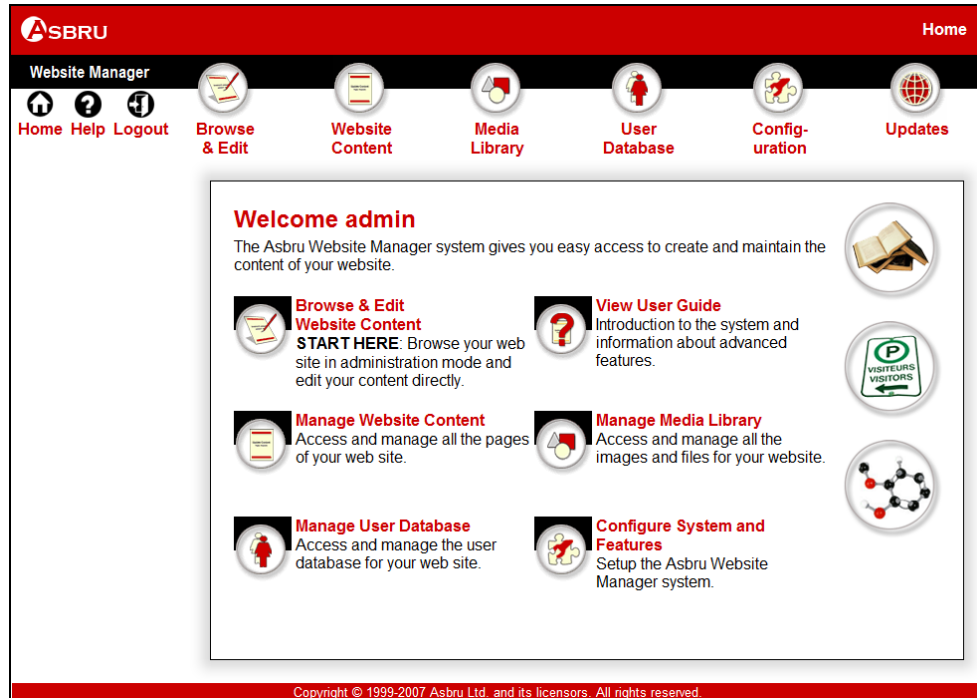 ASBRU
Home
Website Manager
Home Help Logout
Browse
& Edit
Website
Content
Media
Library
User
Database
Config-
uration
Updates
Welcome admin
The Asbru Website Manager system gives you easy access to create and maintain the
content of your website.
Browse & Edit
Website Content
START HERE: Browse your web
site in administration mode and
edit your content directly.
View User Guide
Introduction to the system and
information about advanced
features.
Manage Website Content
Access and manage all the pages
of your web site.
Manage Media Library
Access and manage all the
images and files for your website.
Manage User Database
Access and manage the user
database for your web site.
Configure System and
Features
Setup the Asbru Website
Manager system.
P
VISITEURS
VISITORS
Copyright © 1999-2007 Asbru Ltd. and its licensors. All rights reserved.